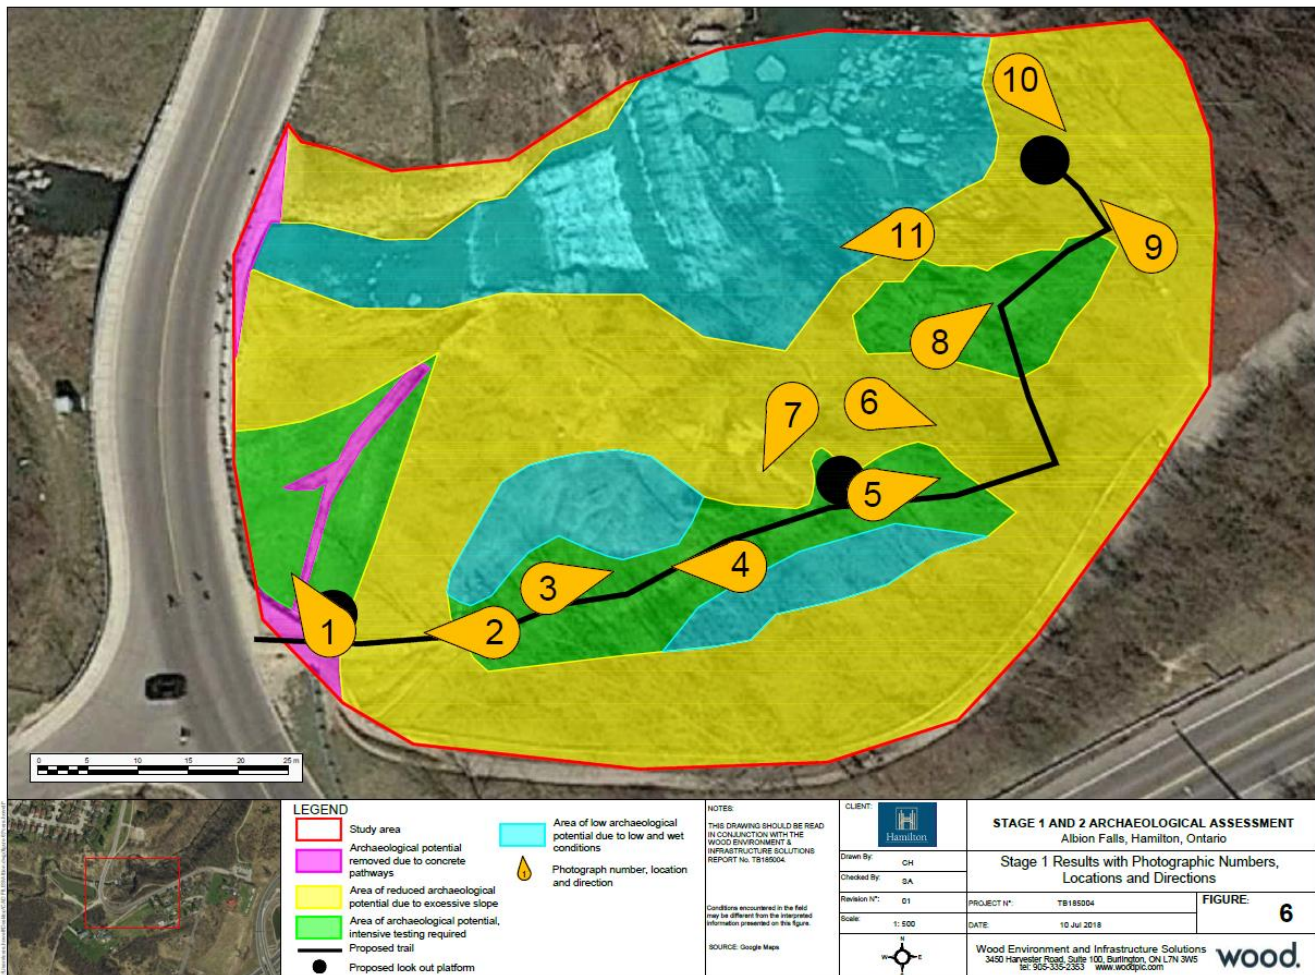 10
11
9
8
7
6
5
4
3
2
1
0 5 10 15 20 25 m
LEGEND
Study area
Archaeological potential
removed due to concrete
pathways
Area of reduced archaeological
potential due to excessive slope
Area of archaeological potential,
intensive testing required
Proposed trail
Proposed look out platform
Area of low archaeological
potential due to low and wet
conditions
1
Photograph number, location
and direction
NOTES:
THIS DRAWING SHOULD BE READ
IN CONJUNCTION WITH THE
WOOD ENVIRONMENT &
INFRASTRUCTURE SOLUTIONS
REPORT No. TB185004.
Conditions encountered in the field
may be different from the interpreted
information presented on this figure.
SOURCE: Google Maps
CLIENT:
Hamilton
Drawn By: CH
Checked By: SA
Revision N°: 01
Scale: 1: 500
N
W E
S
STAGE 1 AND 2 ARCHAEOLOGICAL ASSESSMENT
Albion Falls, Hamilton, Ontario
Stage 1 Results with Photographic Numbers,
Locations and Directions
PROJECT N°: TB185004
DATE: 10 Jul 2018
FIGURE:
6
Wood Environment and Infrastructure Solutions
3450 Harvester Road, Suite 100, Burlington, ON L7N 3W5
tel: 905-335-2353 www.woodplc.com
wood.